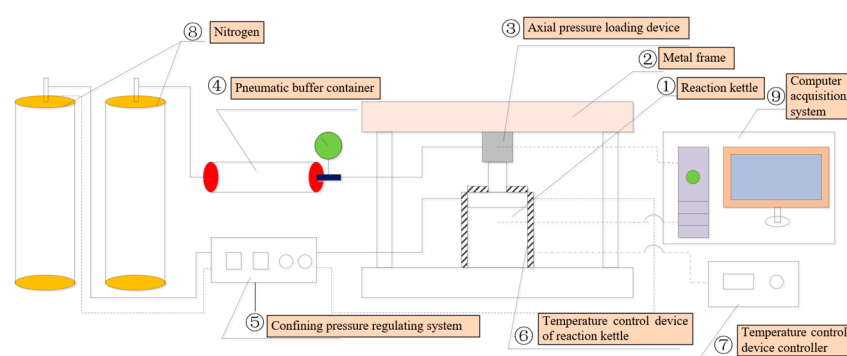 ⑧ Nitrogen
③ Axial pressure loading device
② Metal frame
④ Pneumatic buffer container
① Reaction kettle
⑨ Computer
acquisition
system
⑤ Confining pressure regulating system
⑥ Temperature control device
of reaction kettle
⑦ Temperature control
device controller